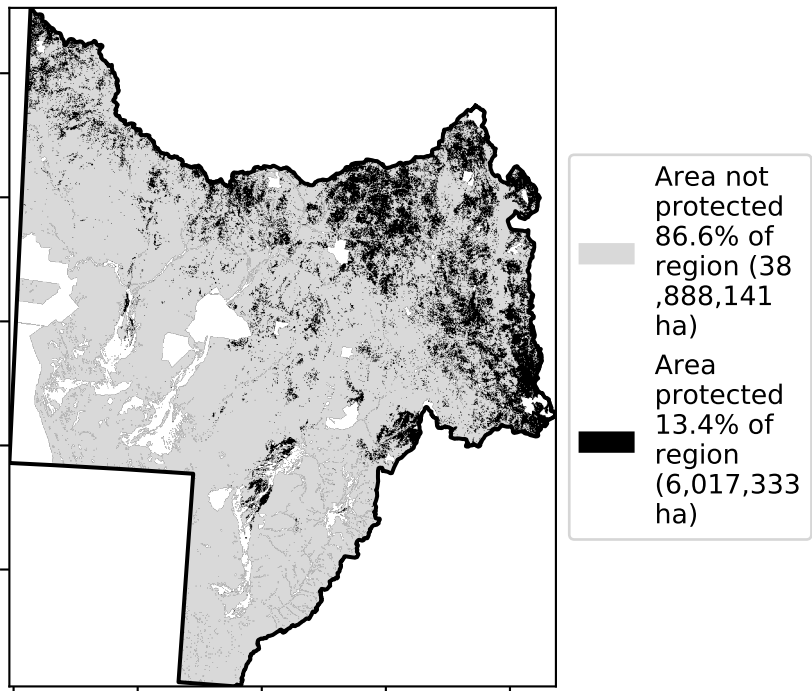 Area not
protected
86.6% of
region (38
,888,141
ha)
Area
protected
13.4% of
region
(6,017,333
ha)